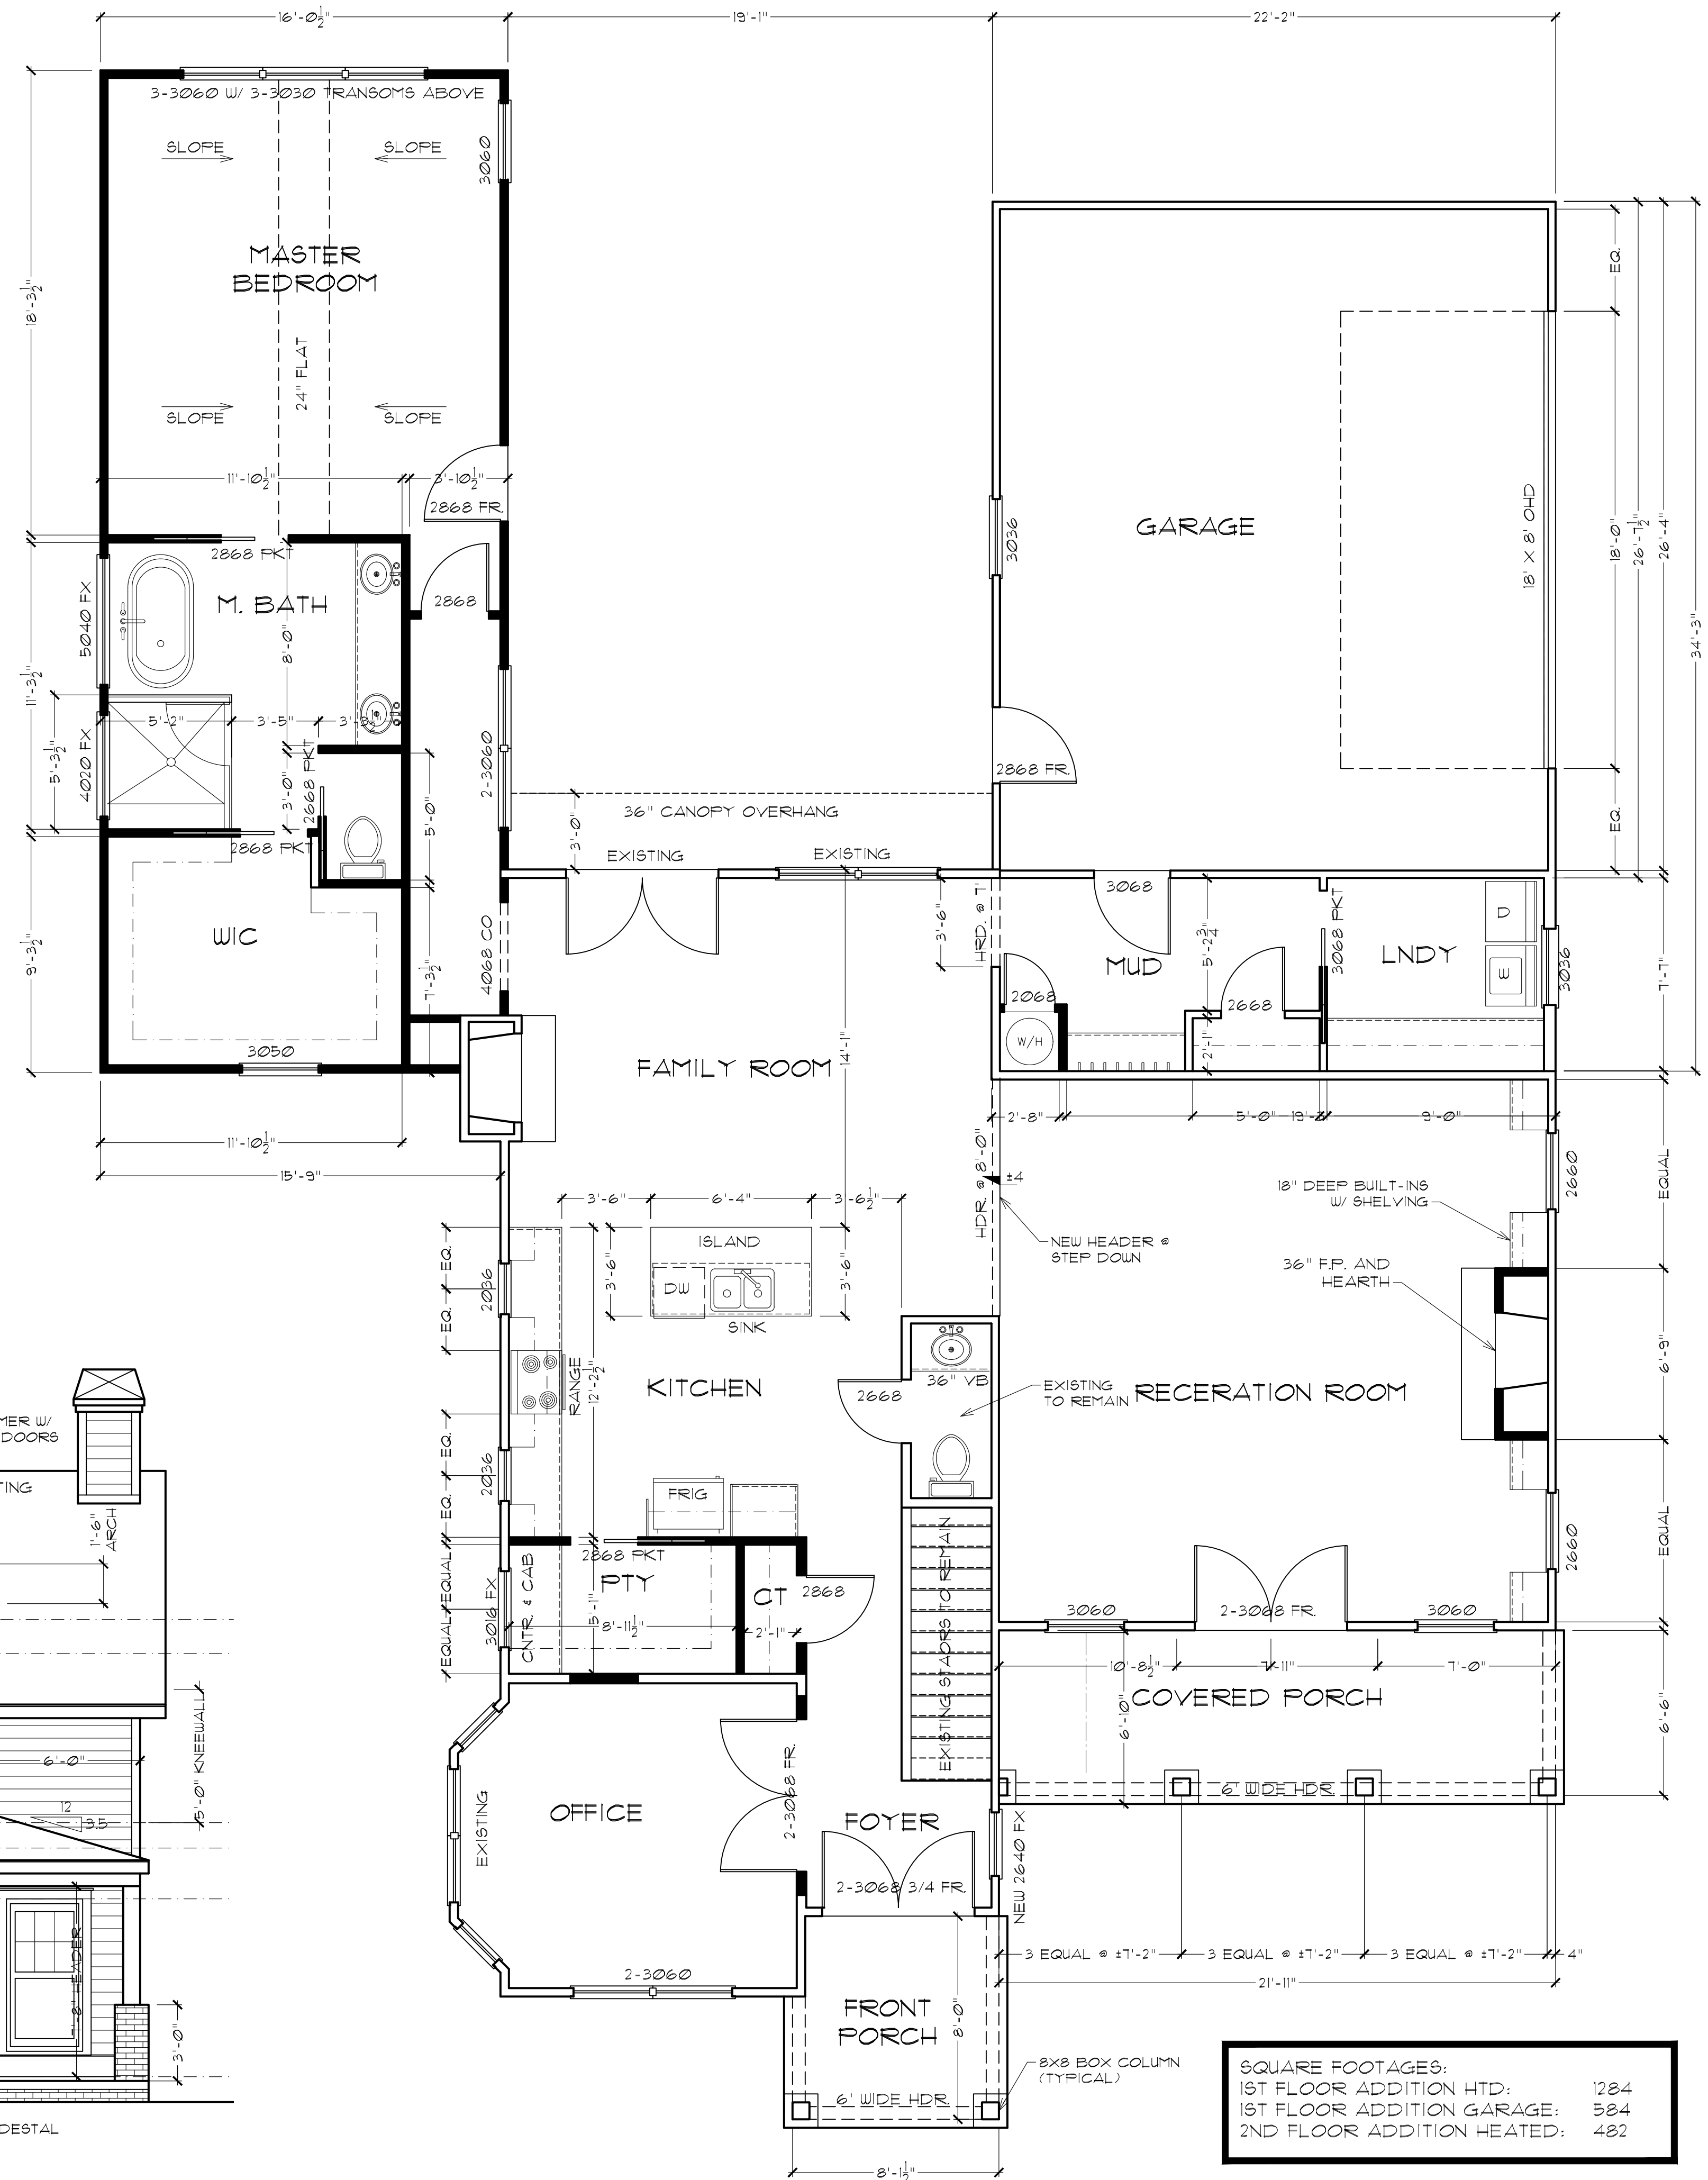 16'-0½"
19'-1"
22'-2"
3-3060 W/ 3-3030 TRANSOMS ABOVE
SLOPE
SLOPE
3060
18'-3½"
MASTER
BEDROOM
24" FLAT
SLOPE
SLOPE
11'-10½"
3'-10½"
2868 FR.
2868 PKT
5040 FX
M. BATH
8'-0"
2868
11'-3½"
5'-3½"
4020 FX
5'-2"
3'-5"
3'-3½"
2668 PKT
3'-0"
5'-0"
2-3060
2868 PKT
WIC
9'-3½"
7'-3½"
4068 CO
3050
11'-10½"
15'-9"
EQ.
GARAGE
3036
18' X 8' OHD
18'-0"
26'-7½"
26'-4"
34'-3"
2868 FR.
EQ.
36" CANOPY OVERHANG
3'-0"
EXISTING
EXISTING
3'-6"
HRD. @ 7'
3068
5'-2¾"
MUD
3068 PKT
LNDY
D
W
3036
7'-7"
2068
2668
W/H
2'-1"
FAMILY ROOM
14'-1"
2'-8"
5'-0"
9'-0"
HDR. @ 8'-0"
±4
18" DEEP BUILT-INS
W/ SHELVING
2660
EQUAL
NEW HEADER @
STEP DOWN
36" F.P. AND
HEARTH
6'-9"
3'-6"
6'-4"
3'-6½"
EQ.
2036
EQ.
ISLAND
3'-6"
3'-6"
DW
SINK
RANGE
12'-2½"
KITCHEN
2668
36" VB
EXISTING
TO REMAIN
RECERATION ROOM
EQ.
2036
EQ.
FRIG
2660
EQUAL
2868 PKT
EQUAL
EQUAL
3016 FX
CNTR. & CAB
PTY
5'-1"
8'-11½"
CT
2'-1"
2868
EXISTING STAORS TO REMAIN
3060
2-3068 FR.
3060
10'-8½"
7'-11"
7'-0"
COVERED PORCH
6'-10"
6'-6"
6' WIDE HDR.
OFFICE
EXISTING
2-3068 FR.
FOYER
2-3068 3/4 FR.
NEW 2640 FX
2-3060
3 EQUAL @ ±7'-2"
3 EQUAL @ ±7'-2"
3 EQUAL @ ±7'-2"
4"
21'-11"
FRONT
PORCH
8'-0"
6' WIDE HDR.
8X8 BOX COLUMN
(TYPICAL)
8'-1½"
MER W/
DOORS
TING
1'-6"
ARCH
6'-0"
5'-0" KNEEWALL
12
3.5
7'-8" HEADER
3'-0"
DESTAL
SQUARE FOOTAGES:
1ST FLOOR ADDITION HTD: 1284
1ST FLOOR ADDITION GARAGE: 584
2ND FLOOR ADDITION HEATED: 482